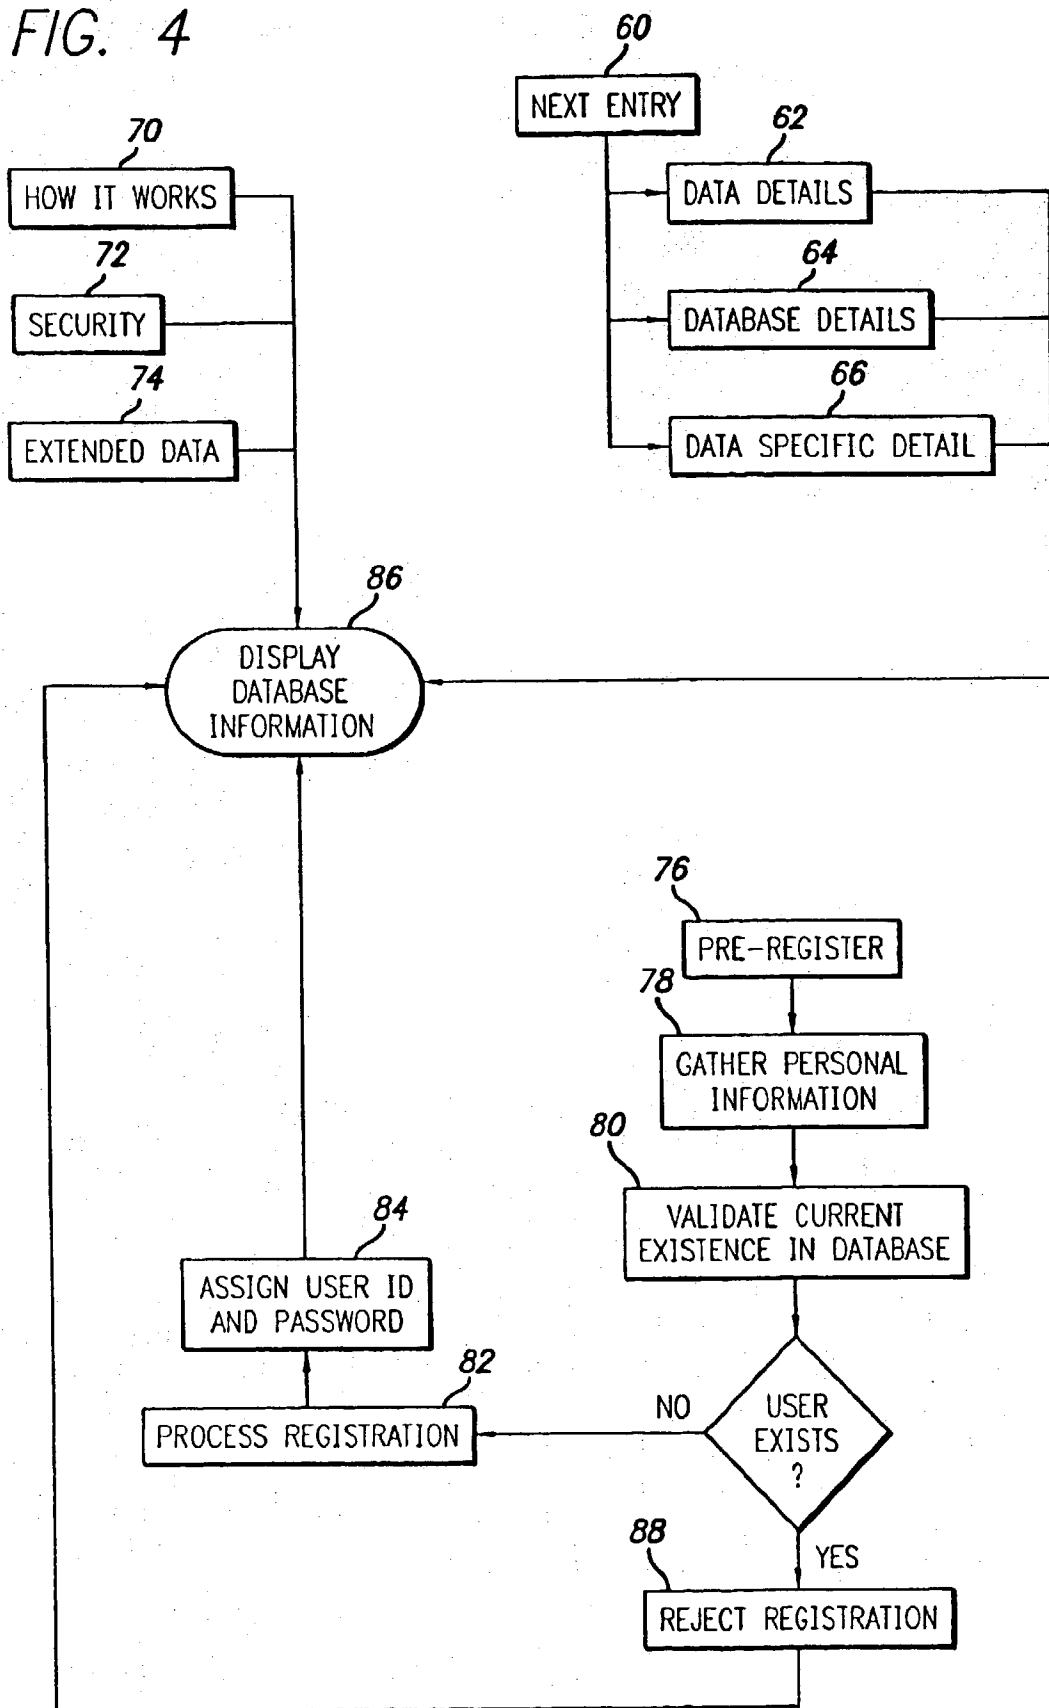 FIG. 4
60
NEXT ENTRY
70
HOW IT WORKS
62
DATA DETAILS
72
SECURITY
64
DATABASE DETAILS
74
EXTENDED DATA
66
DATA SPECIFIC DETAIL
86
DISPLAY
DATABASE
INFORMATION
76
PRE-REGISTER
78
GATHER PERSONAL
INFORMATION
80
VALIDATE CURRENT
EXISTENCE IN DATABASE
84
ASSIGN USER ID
AND PASSWORD
82
PROCESS REGISTRATION
NO
USER
EXISTS
?
YES
88
REJECT REGISTRATION